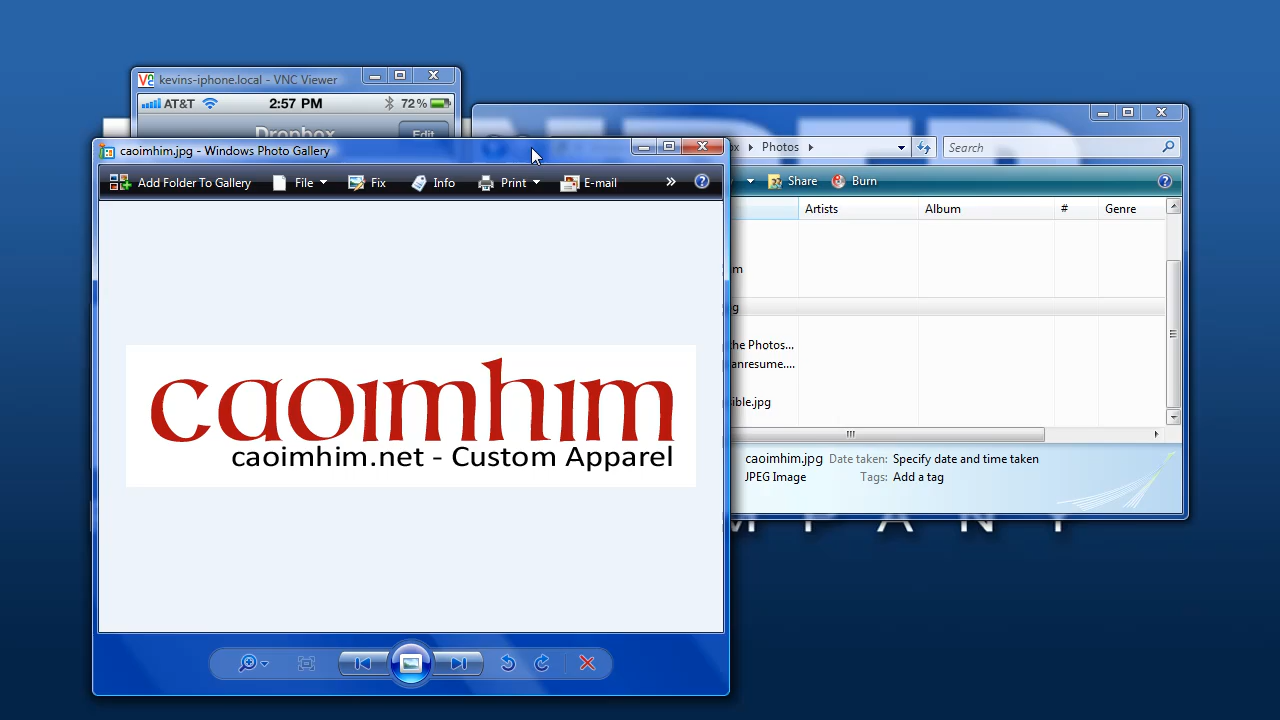 kevins-iphone.local - VNC Viewer
AT&T 2:57 PM 72%
Dropbox Edit
caoimhim.jpg - Windows Photo Gallery
Photos
Search
Add Folder To Gallery File Fix Info Print E-mail »
Share Burn
Artists Album # Genre
the Photos...
anresume....
ible.jpg
caoimhim
caoimhim.net - Custom Apparel
caoimhim.jpg Date taken: Specify date and time taken
JPEG Image Tags: Add a tag
M P A N Y